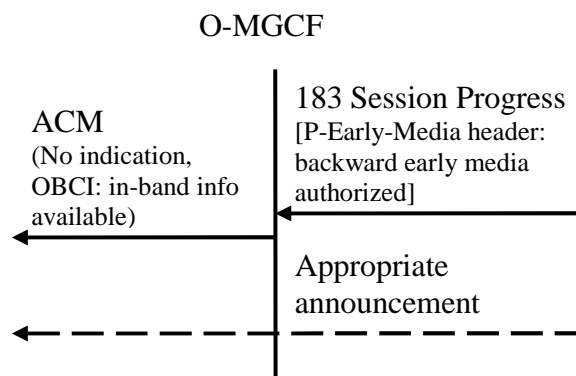 O-MGCF
ACM
(No indication,
OBCI: in-band info
available)
183 Session Progress
[P-Early-Media header:
backward early media
authorized]
Appropriate
announcement